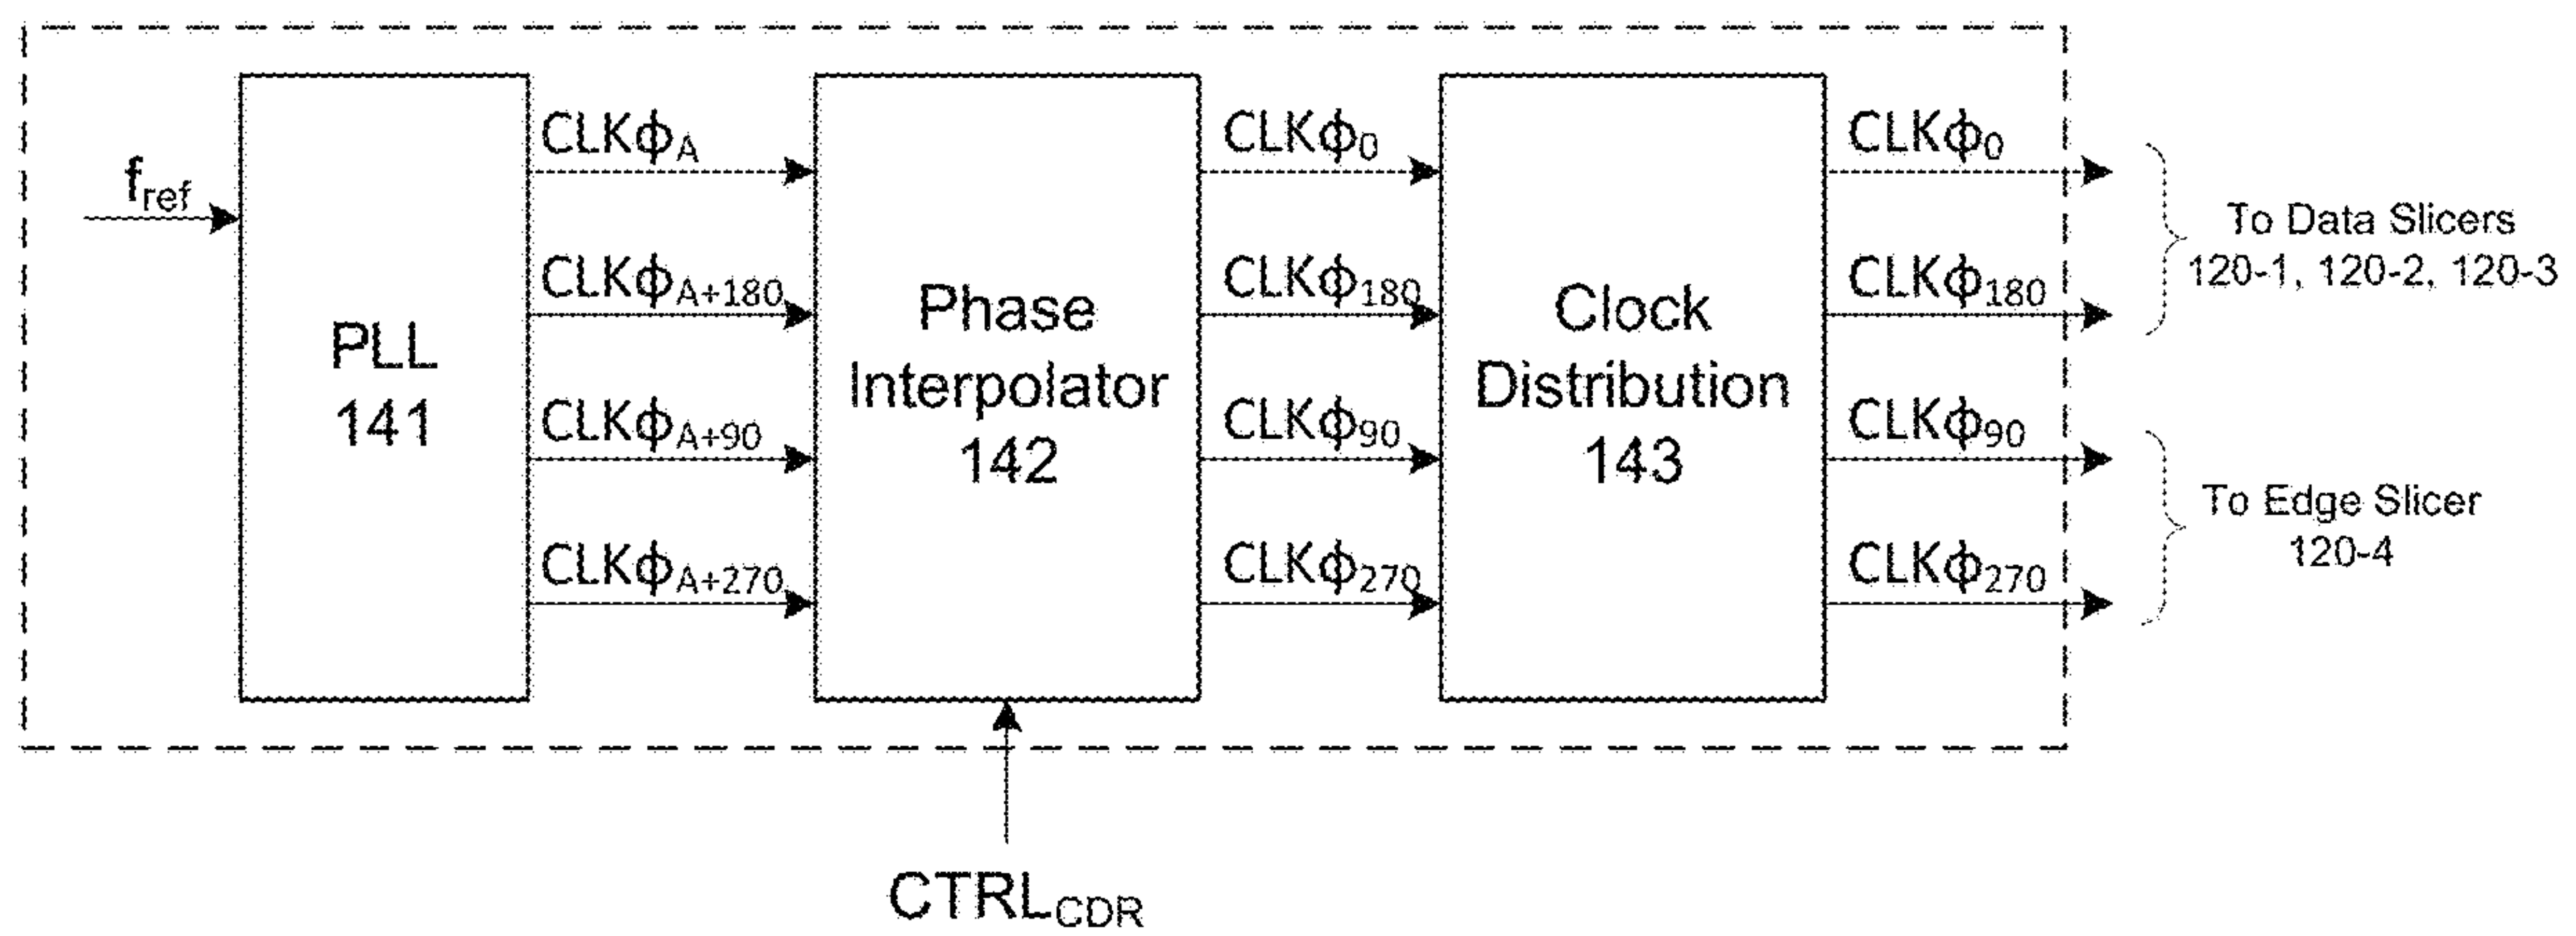 f_ref
PLL
141
CLKϕ_A
CLKϕ_A+180
CLKϕ_A+90
CLKϕ_A+270
Phase
Interpolator
142
CTRL_CDR
CLKϕ_0
CLKϕ_180
CLKϕ_90
CLKϕ_270
Clock
Distribution
143
CLKϕ_0
CLKϕ_180
CLKϕ_90
CLKϕ_270
To Data Slicers
120-1, 120-2, 120-3
To Edge Slicer
120-4